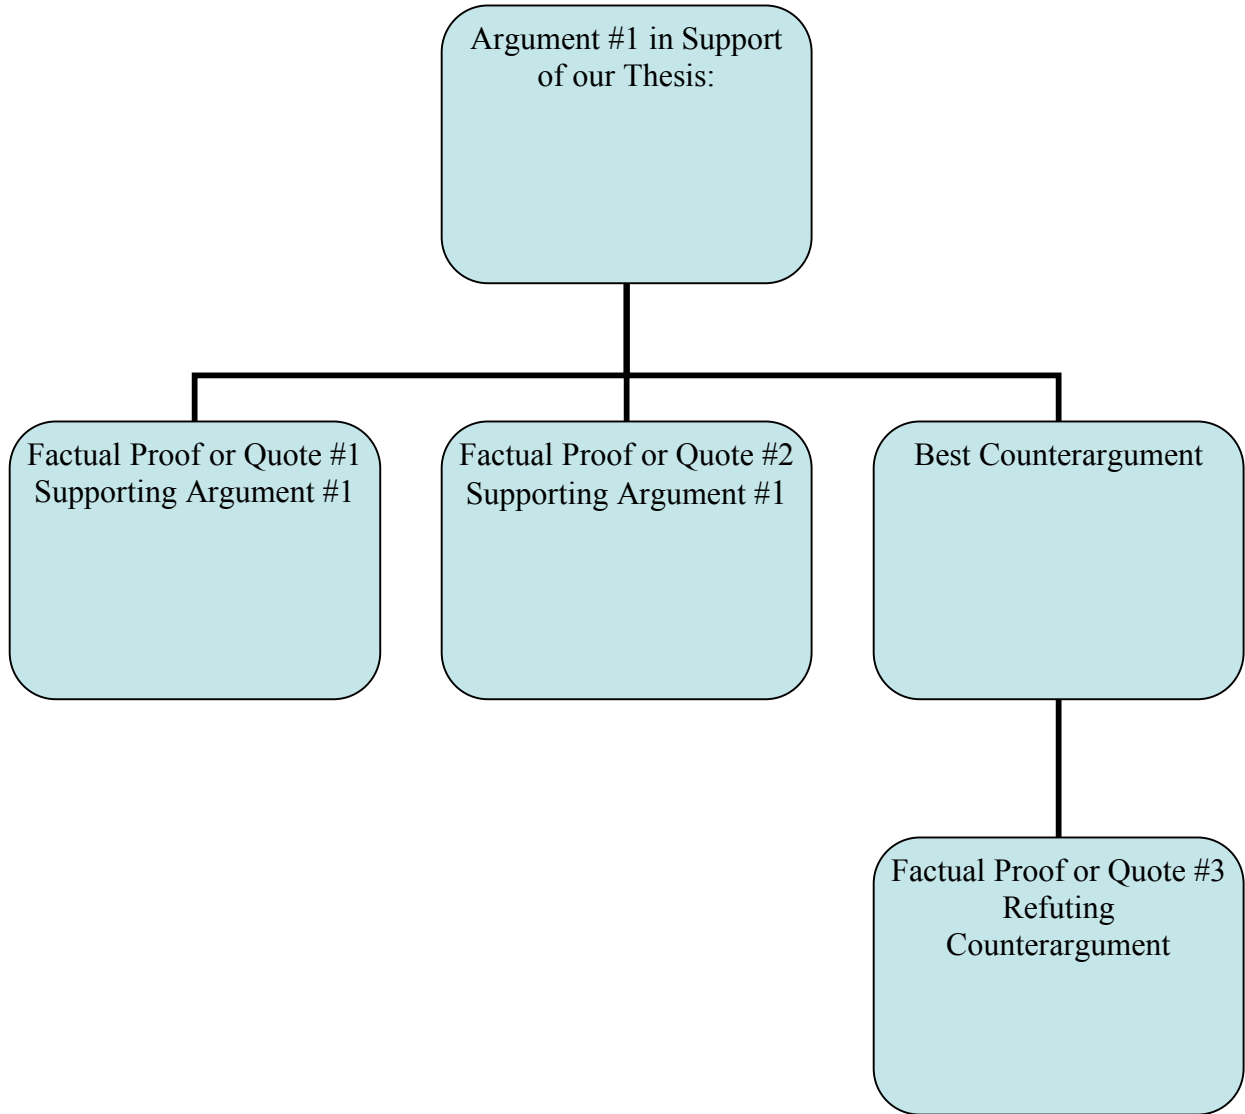 Argument #1 in Support
of our Thesis:
Factual Proof or Quote #1
Supporting Argument #1
Factual Proof or Quote #2
Supporting Argument #1
Best Counterargument
Factual Proof or Quote #3
Refuting
Counterargument